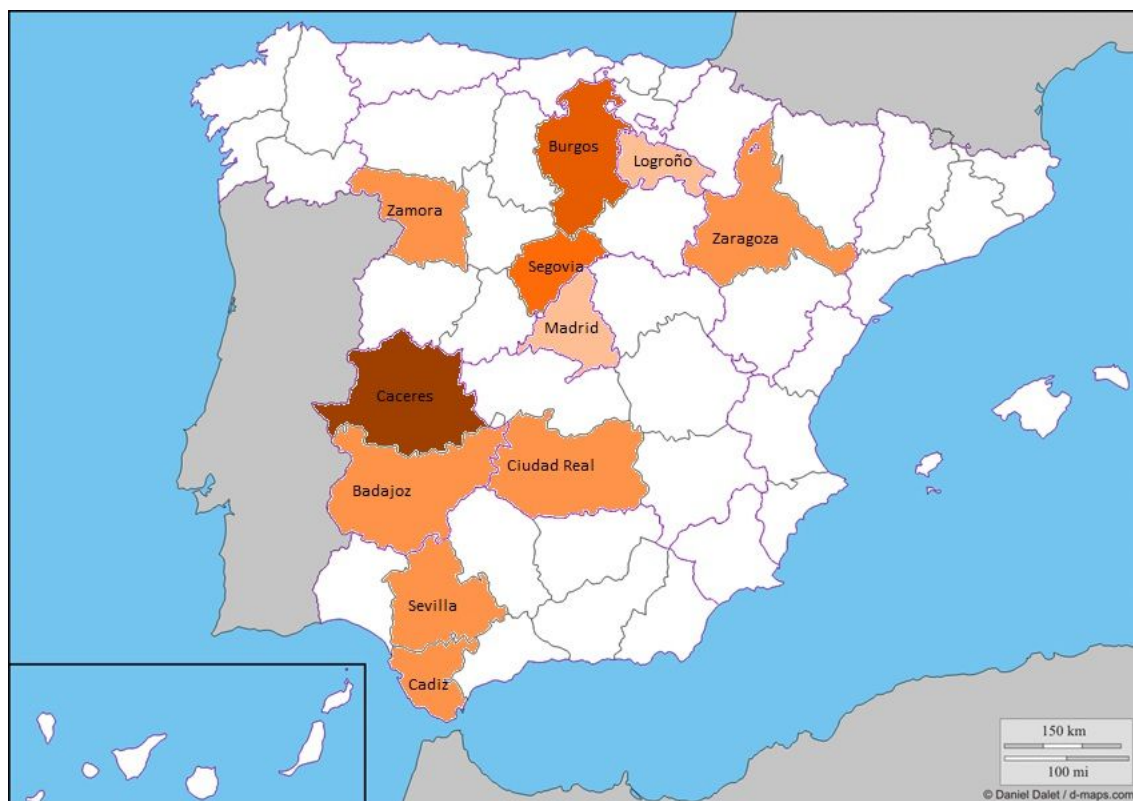 Burgos
Logroño
Zamora
Zaragoza
Segovia
Madrid
Caceres
Ciudad Real
Badajoz
Sevilla
Cadiz
150 km
100 mi
© Daniel Dalet / d-maps.com